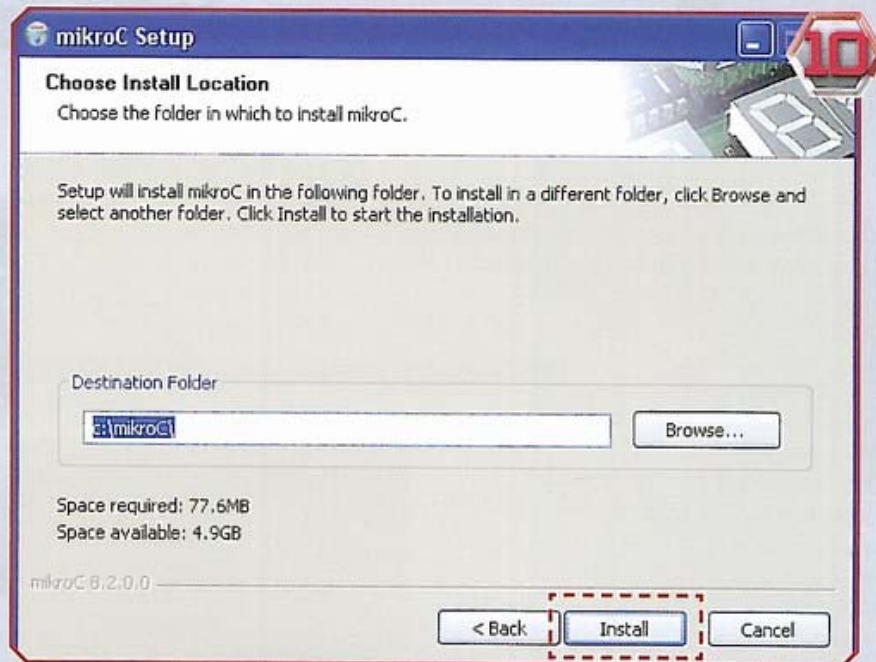 mikroC Setup
10
Choose Install Location
Choose the folder in which to install mikroC.
Setup will install mikroC in the following folder. To install in a different folder, click Browse and
select another folder. Click Install to start the installation.
Destination Folder
c:\mikroC\
Browse...
Space required: 77.6MB
Space available: 4.9GB
mikroC 8.2.0.0
< Back
Install
Cancel